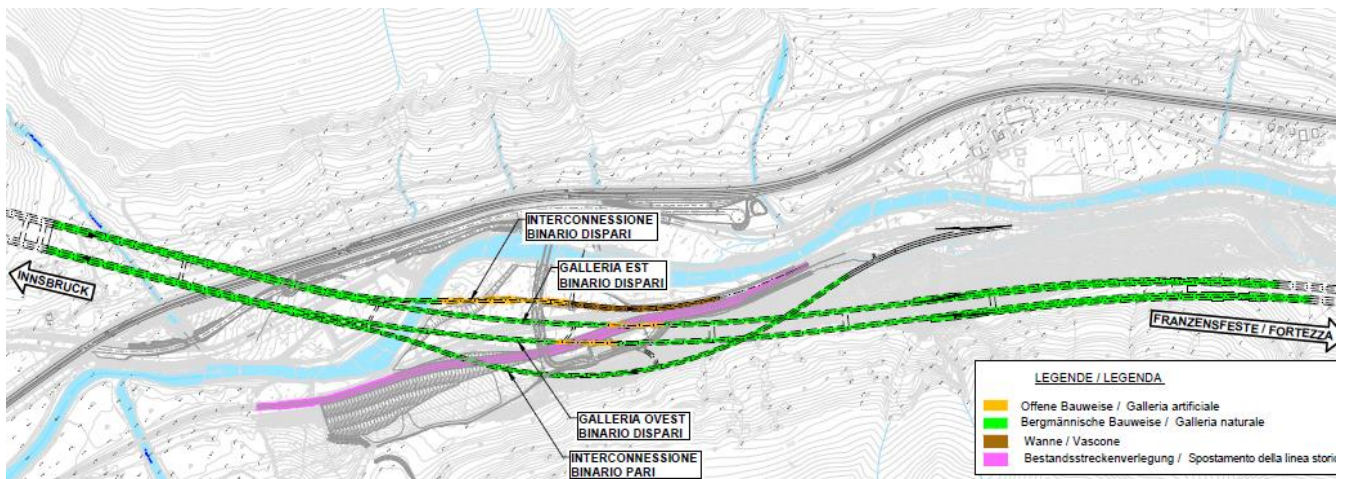 INTERCONNESSIONE
BINARIO DISPARI
GALLERIA EST
BINARIO DISPARI
INNSBRUCK
FRANZENSFESTE / FORTEZZA
GALLERIA OVEST
BINARIO DISPARI
INTERCONNESSIONE
BINARIO PARI
LEGENDE / LEGENDA
Offene Bauweise / Galleria artificiale
Bergmännische Bauweise / Galleria naturale
Wanne / Vascone
Bestandsstreckenverlegung / Spostamento della linea storic